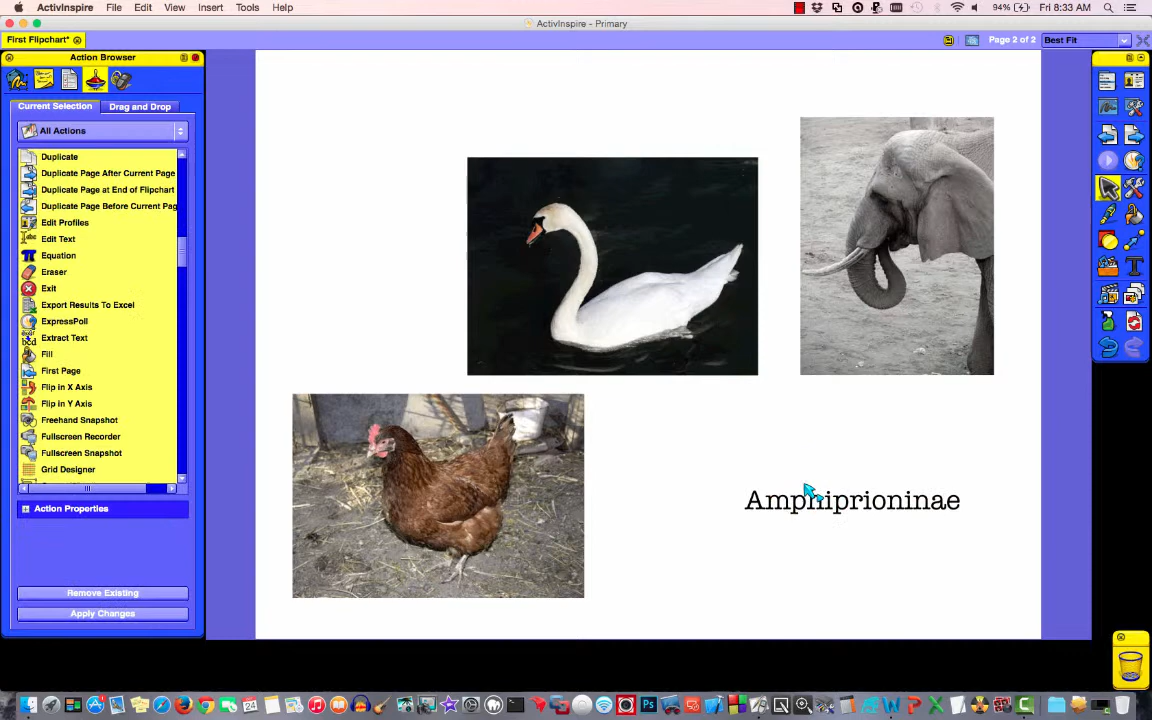 ActivInspire File Edit View Insert Tools Help 94% Fri 8:33 AM
ActivInspire - Primary
First Flipchart* Page 2 of 2 Best Fit
Action Browser
Current Selection Drag and Drop
All Actions
Duplicate
Duplicate Page After Current Page
Duplicate Page at End of Flipchart
Duplicate Page Before Current Pag
Edit Profiles
Edit Text
Equation
Eraser
Exit
Export Results To Excel
ExpressPoll
Extract Text
Fill
First Page
Flip in X Axis
Flip in Y Axis
Freehand Snapshot
Fullscreen Recorder
Fullscreen Snapshot
Grid Designer
Action Properties
Remove Existing
Apply Changes
Amphiprioninae